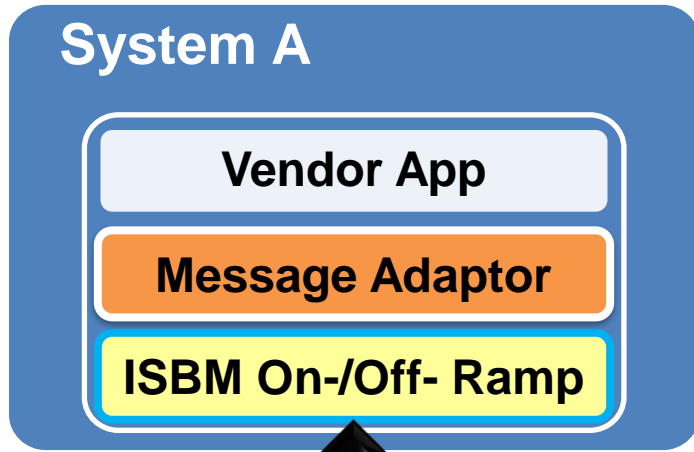 System A
Vendor App
Message Adaptor
ISBM On-/Off- Ramp